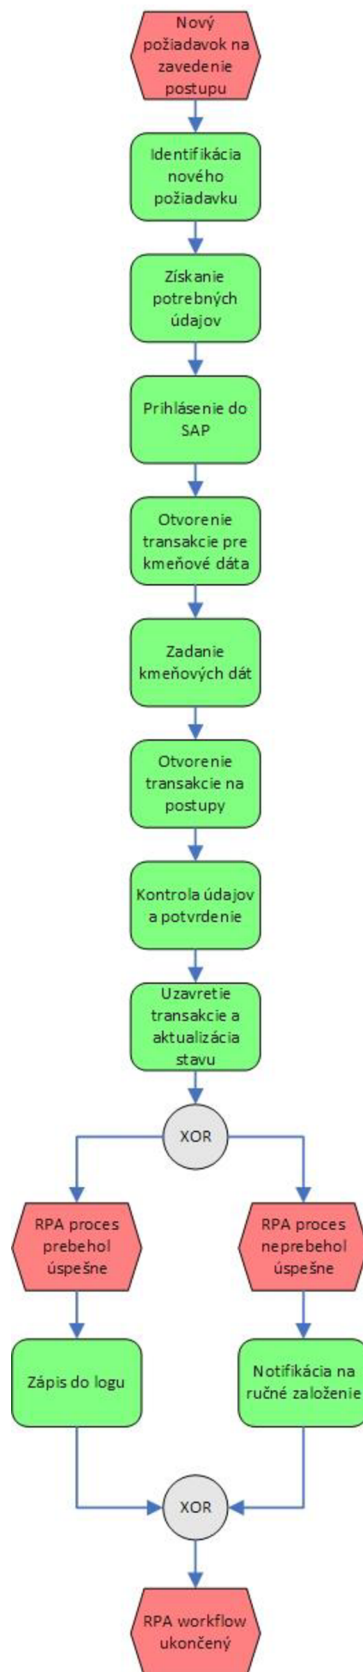 Nový
požiadavok na
zavedenie
postupu
Identifikácia
nového
požiadavku
Získanie
potrebných
údajov
Prihlásenie do
SAP
Otvorenie
transakcie pre
kmeňové dáta
Zadanie
kmeňových dát
Otvorenie
transakcie na
postupy
Kontrola údajov
a potvrdenie
Uzavretie
transakcie a
aktualizácia
stavu
XOR
RPA proces
prebehol
úspešne
RPA proces
neprebehol
úspešne
Zápis do logu
Notifikácia na
ručné založenie
XOR
RPA workflow
ukončený